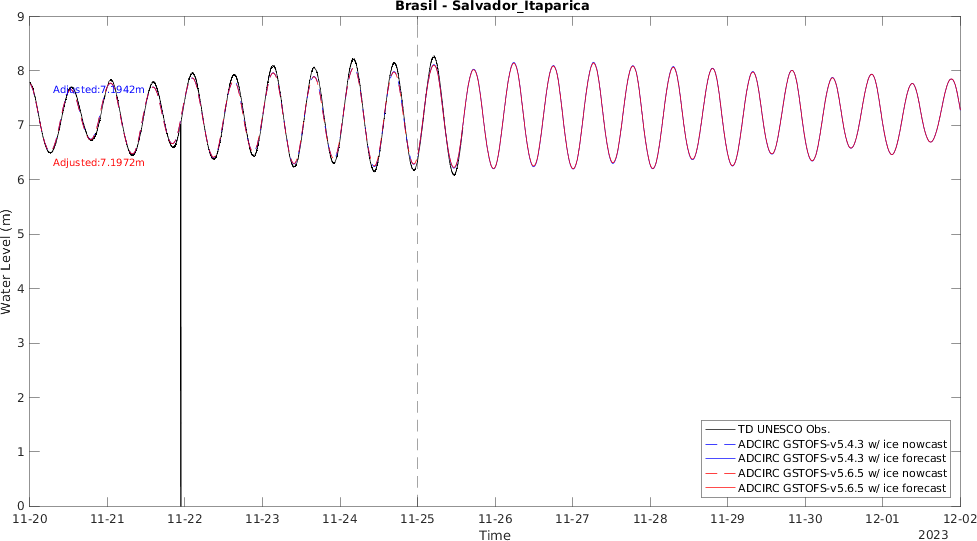 Brasil - Salvador_Itaparica
9
8
7
6
5
4
3
2
1
0
Water Level (m)
Adjusted:7.1942m
Adjusted:7.1972m
TD UNESCO Obs.
ADCIRC GSTOFS-v5.4.3 w/ ice nowcast
ADCIRC GSTOFS-v5.4.3 w/ ice forecast
ADCIRC GSTOFS-v5.6.5 w/ ice nowcast
ADCIRC GSTOFS-v5.6.5 w/ ice forecast
11-20 11-21 11-22 11-23 11-24 11-25 11-26 11-27 11-28 11-29 11-30 12-01 12-02
Time
2023